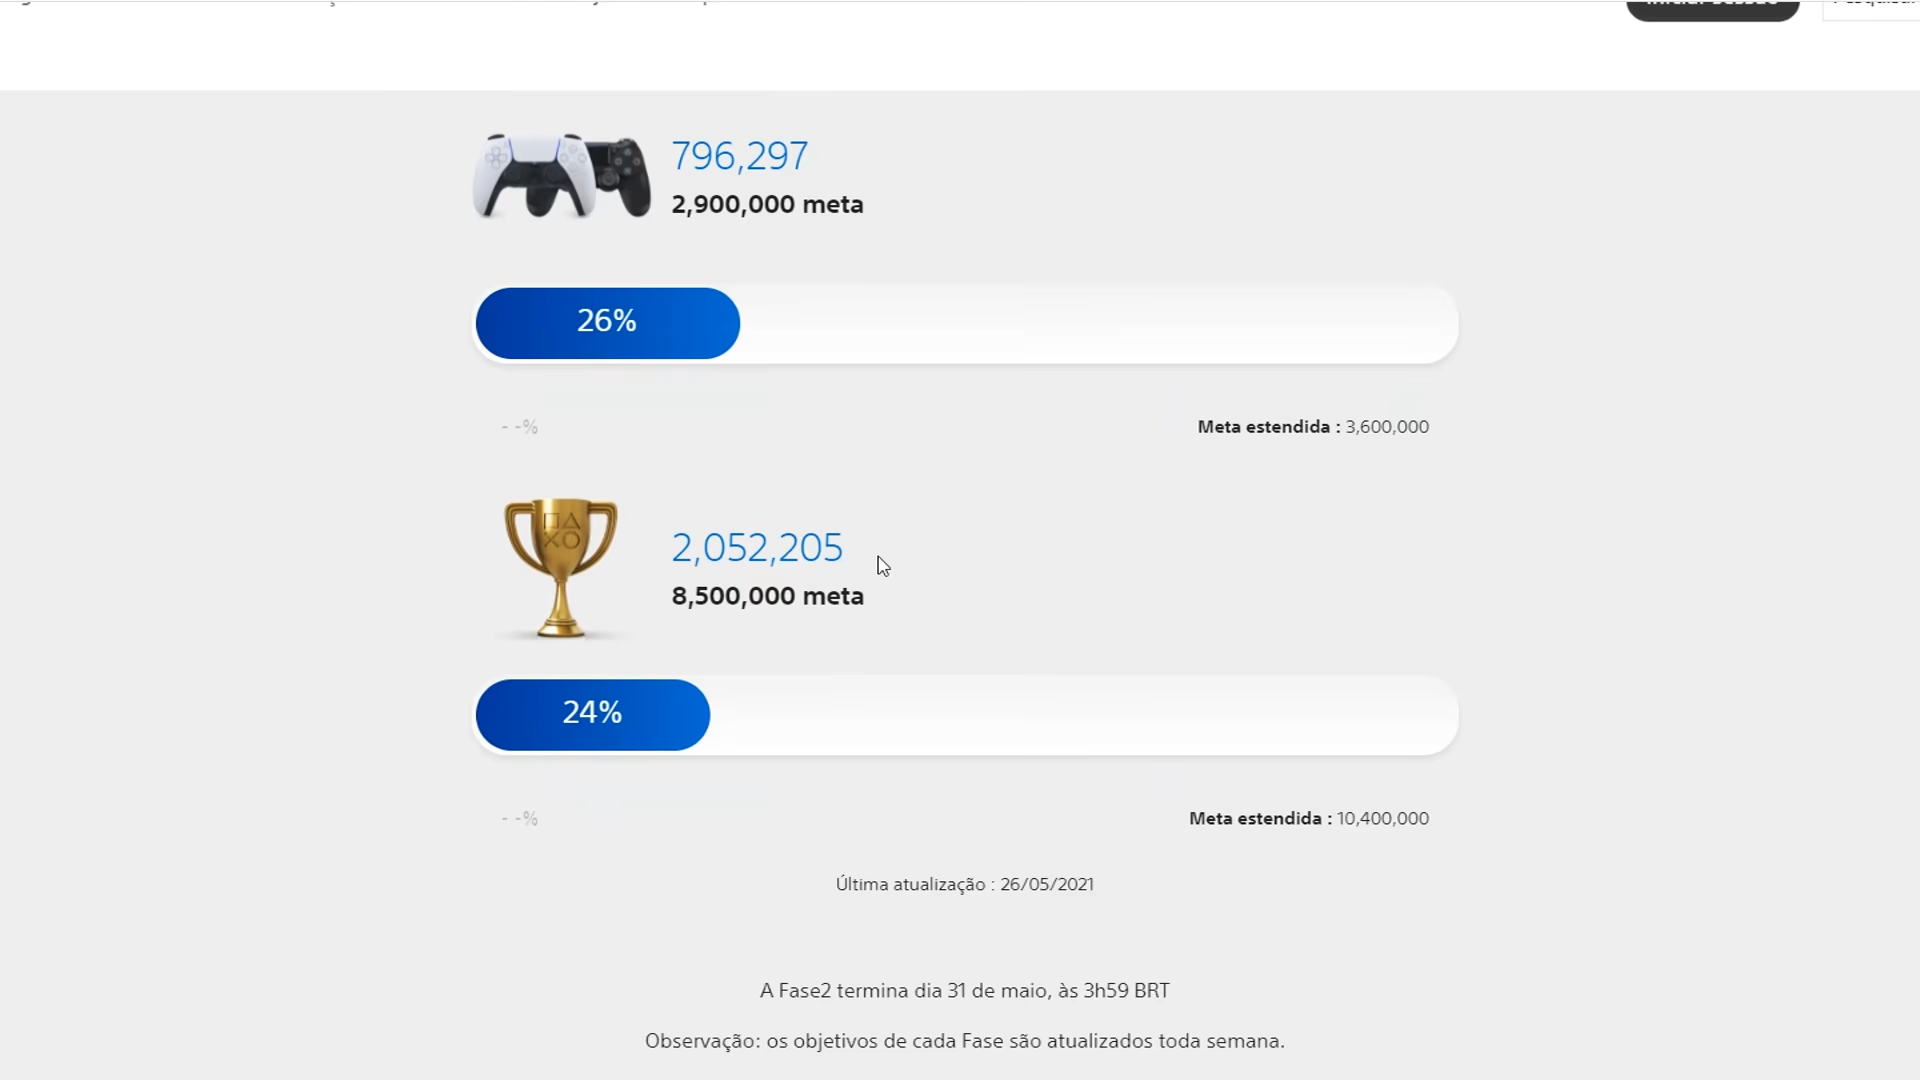 796,297
2,900,000 meta
26%
- -%
Meta estendida : 3,600,000
2,052,205
8,500,000 meta
24%
- -%
Meta estendida : 10,400,000
Última atualização : 26/05/2021
A Fase2 termina dia 31 de maio, às 3h59 BRT
Observação: os objetivos de cada Fase são atualizados toda semana.